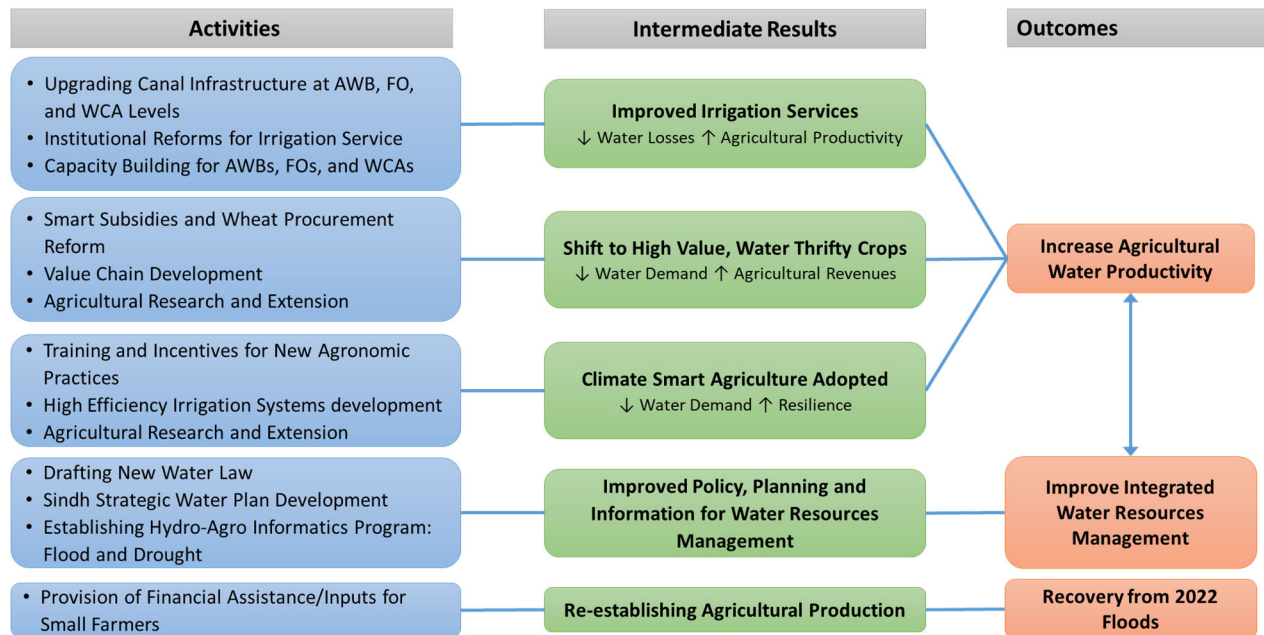 Activities
Intermediate Results
Outcomes
• Upgrading Canal Infrastructure at AWB, FO,
and WCA Levels
• Institutional Reforms for Irrigation Service
• Capacity Building for AWBs, FOs, and WCAs
Improved Irrigation Services
↓ Water Losses ↑ Agricultural Productivity
• Smart Subsidies and Wheat Procurement
Reform
• Value Chain Development
• Agricultural Research and Extension
Shift to High Value, Water Thrifty Crops
↓ Water Demand ↑ Agricultural Revenues
Increase Agricultural
Water Productivity
• Training and Incentives for New Agronomic
Practices
• High Efficiency Irrigation Systems development
• Agricultural Research and Extension
Climate Smart Agriculture Adopted
↓ Water Demand ↑ Resilience
• Drafting New Water Law
• Sindh Strategic Water Plan Development
• Establishing Hydro-Agro Informatics Program:
Flood and Drought
Improved Policy, Planning and
Information for Water Resources
Management
Improve Integrated
Water Resources
Management
• Provision of Financial Assistance/Inputs for
Small Farmers
Re-establishing Agricultural Production
Recovery from 2022
Floods